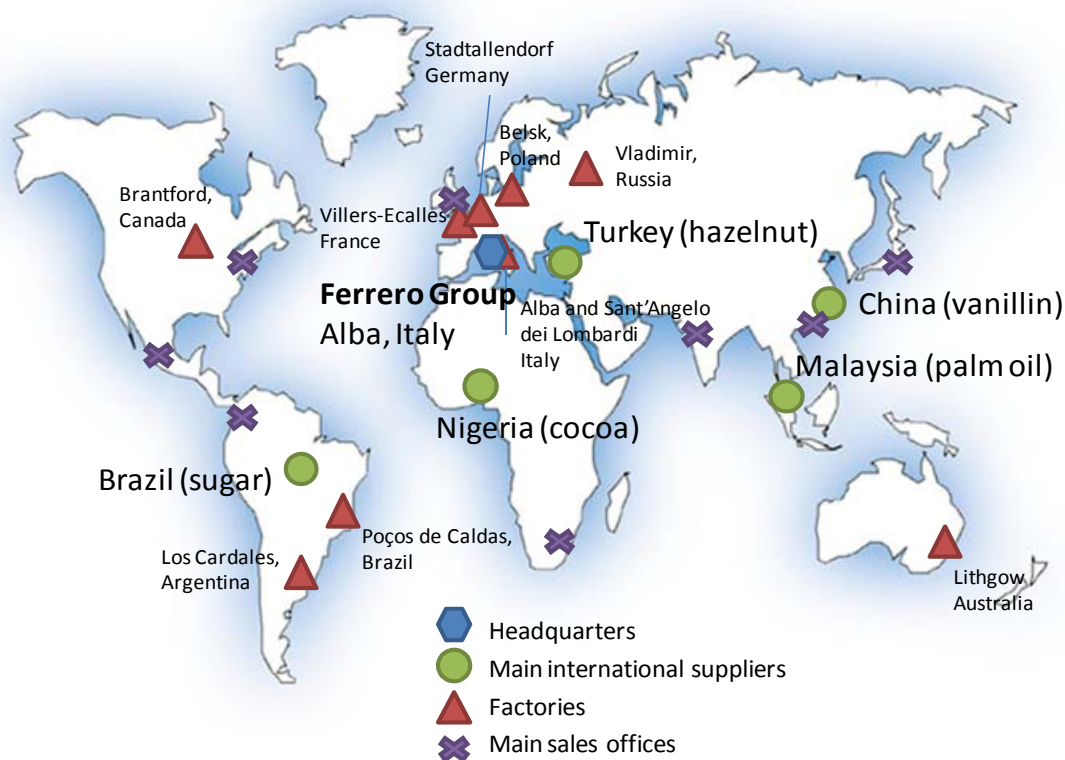 Stadtallendorf
Germany
Belsk,
Poland
Vladimir,
Russia
Brantford,
Canada
Villers-Ecalles
France
Turkey (hazelnut)
Ferrero Group
Alba, Italy
Alba and Sant'Angelo
dei Lombardi
Italy
China (vanillin)
Malaysia (palm oil)
Nigeria (cocoa)
Brazil (sugar)
Poços de Caldas,
Brazil
Los Cardales,
Argentina
Lithgow
Australia
Headquarters
Main international suppliers
Factories
Main sales offices